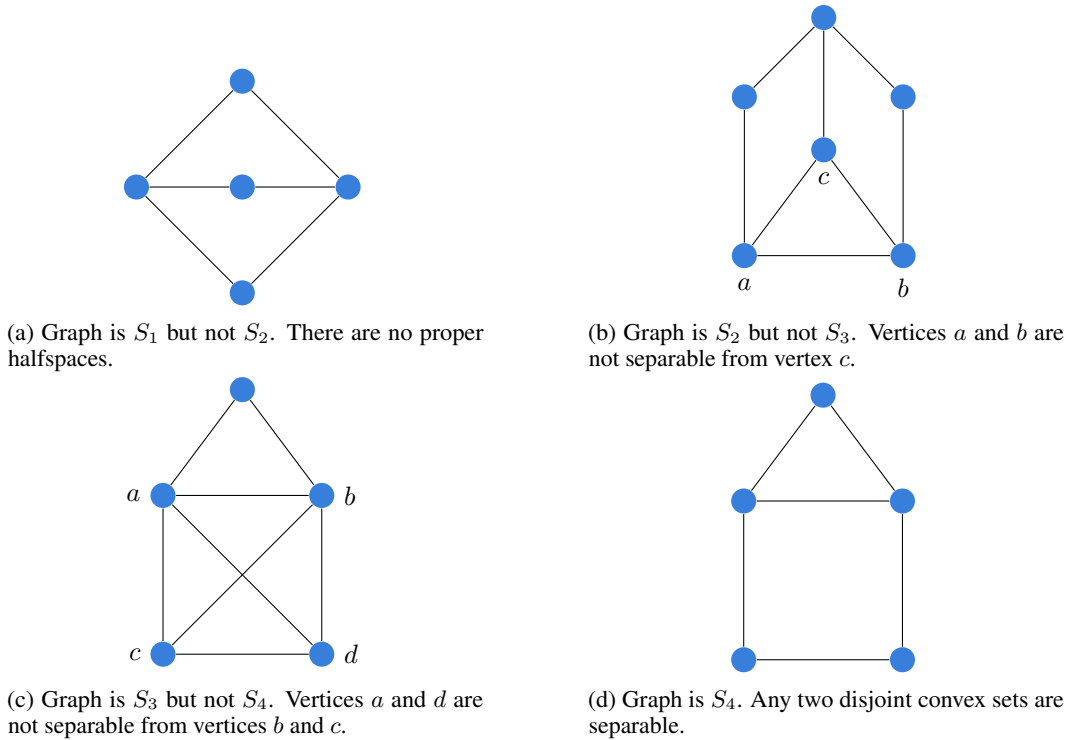 c
a
b
(a) Graph is S₁ but not S₂. There are no proper
halfspaces.
(b) Graph is S₂ but not S₃. Vertices a and b are
not separable from vertex c.
a
b
c
d
(c) Graph is S₃ but not S₄. Vertices a and d are
not separable from vertices b and c.
(d) Graph is S₄. Any two disjoint convex sets are
separable.